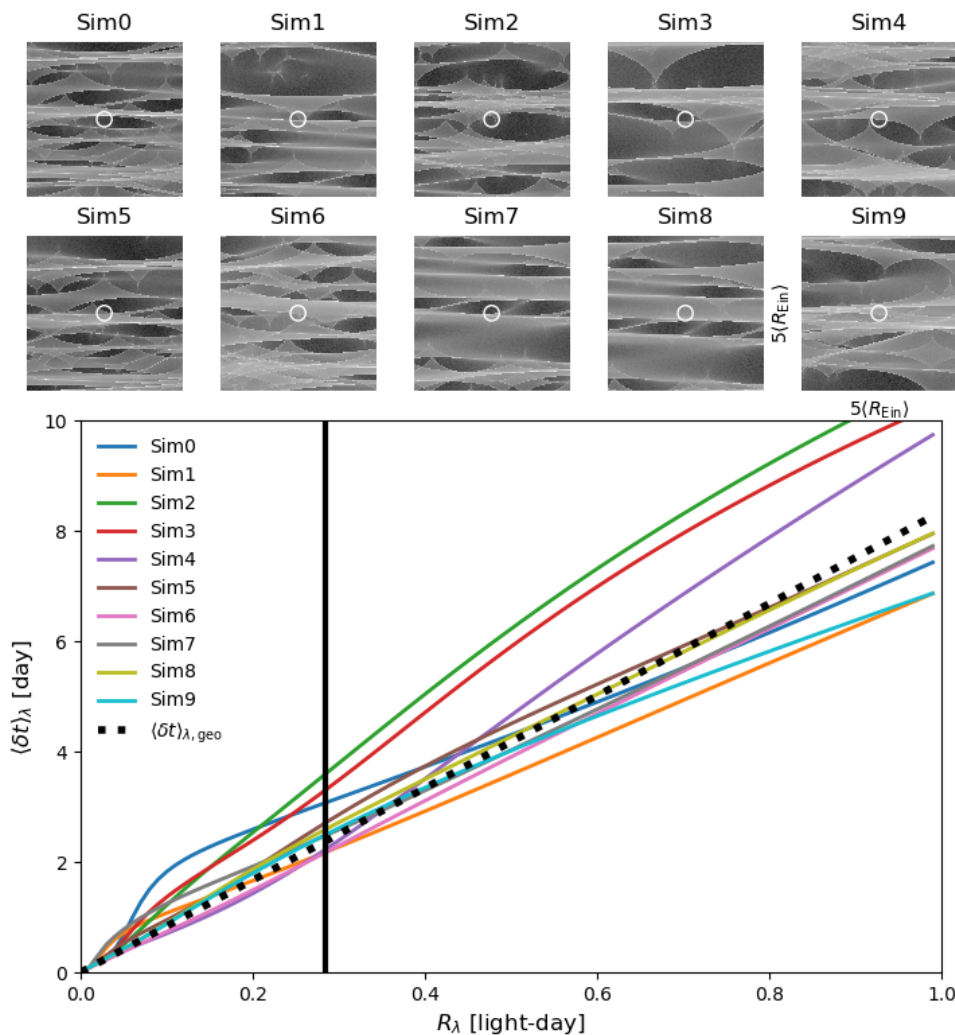 Sim0 Sim1 Sim2 Sim3 Sim4
Sim5 Sim6 Sim7 Sim8 Sim9
5⟨R_Ein⟩
5⟨R_Ein⟩
10
8
6
4
2
0
⟨δt⟩_λ [day]
Sim0
Sim1
Sim2
Sim3
Sim4
Sim5
Sim6
Sim7
Sim8
Sim9
⟨δt⟩_λ, geo
0.0 0.2 0.4 0.6 0.8 1.0
R_λ [light-day]